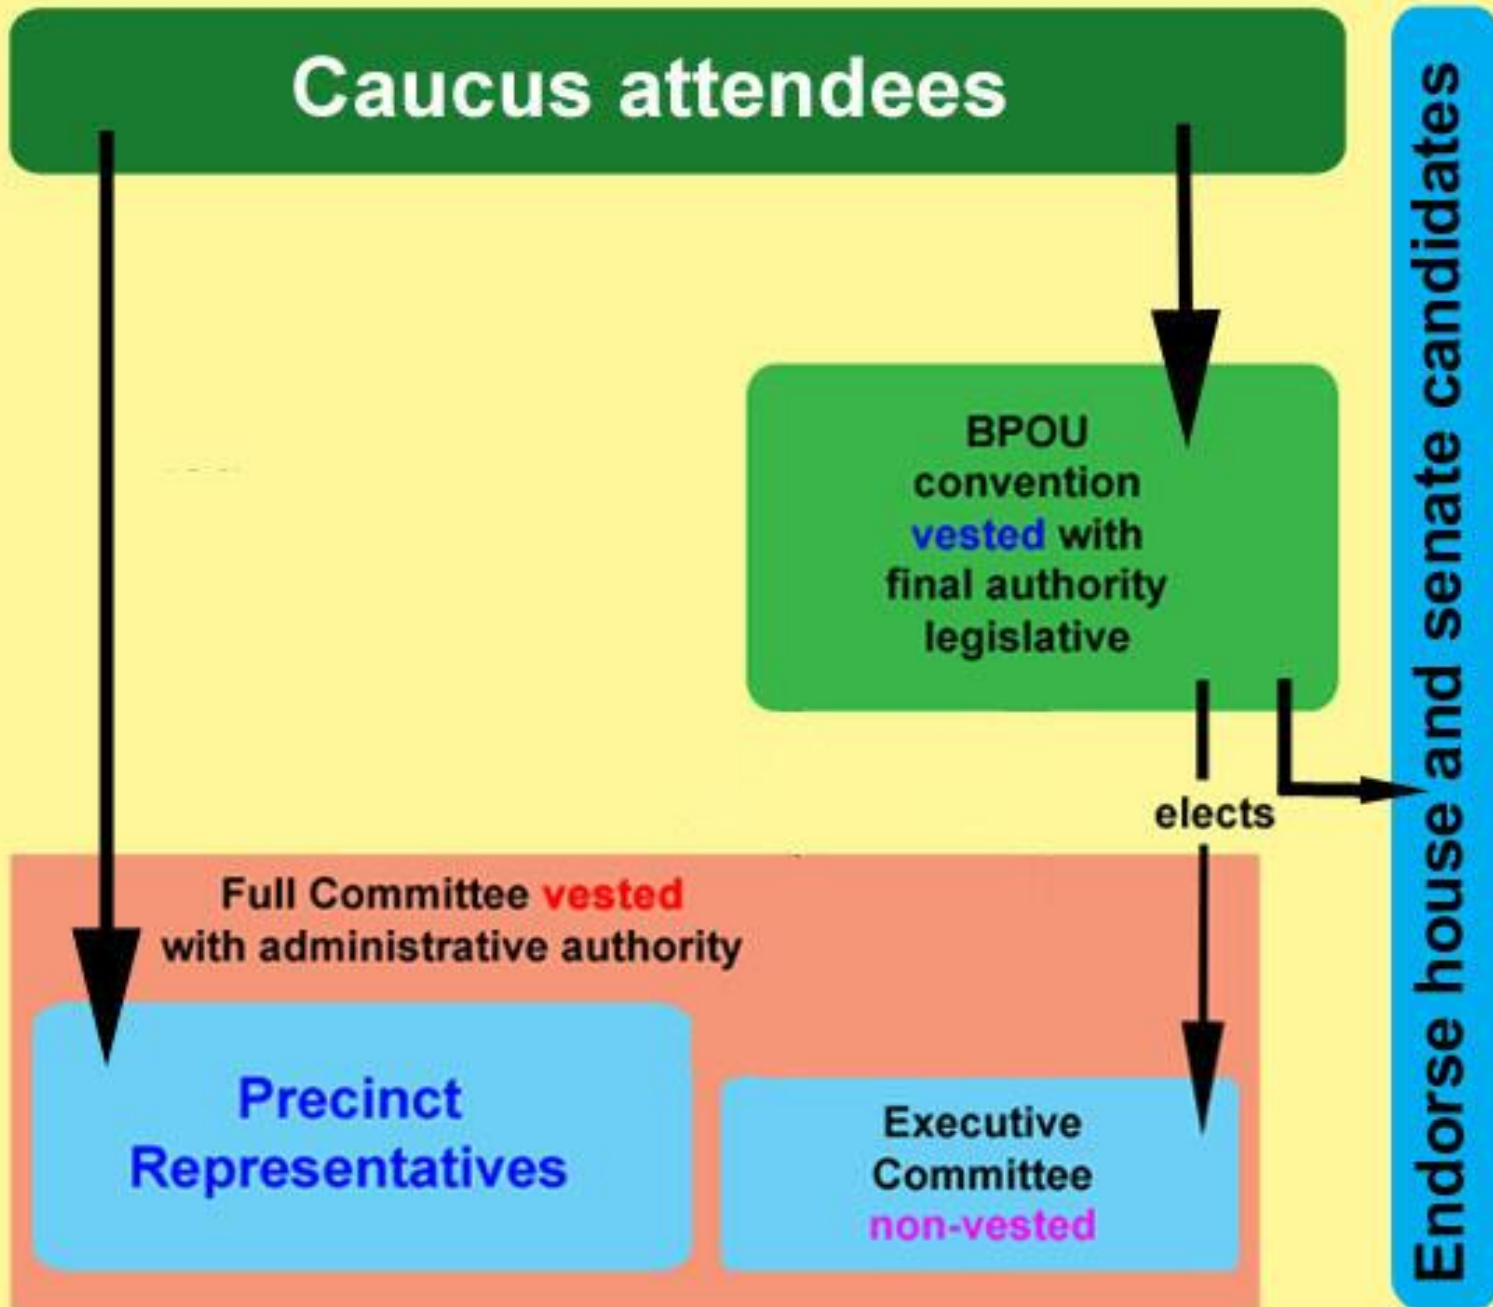 Caucus attendees
BPOU
convention
vested with
final authority
legislative
elects
Full Committee vested
with administrative authority
Precinct
Representatives
Executive
Committee
non-vested
Endorse house and senate candidates